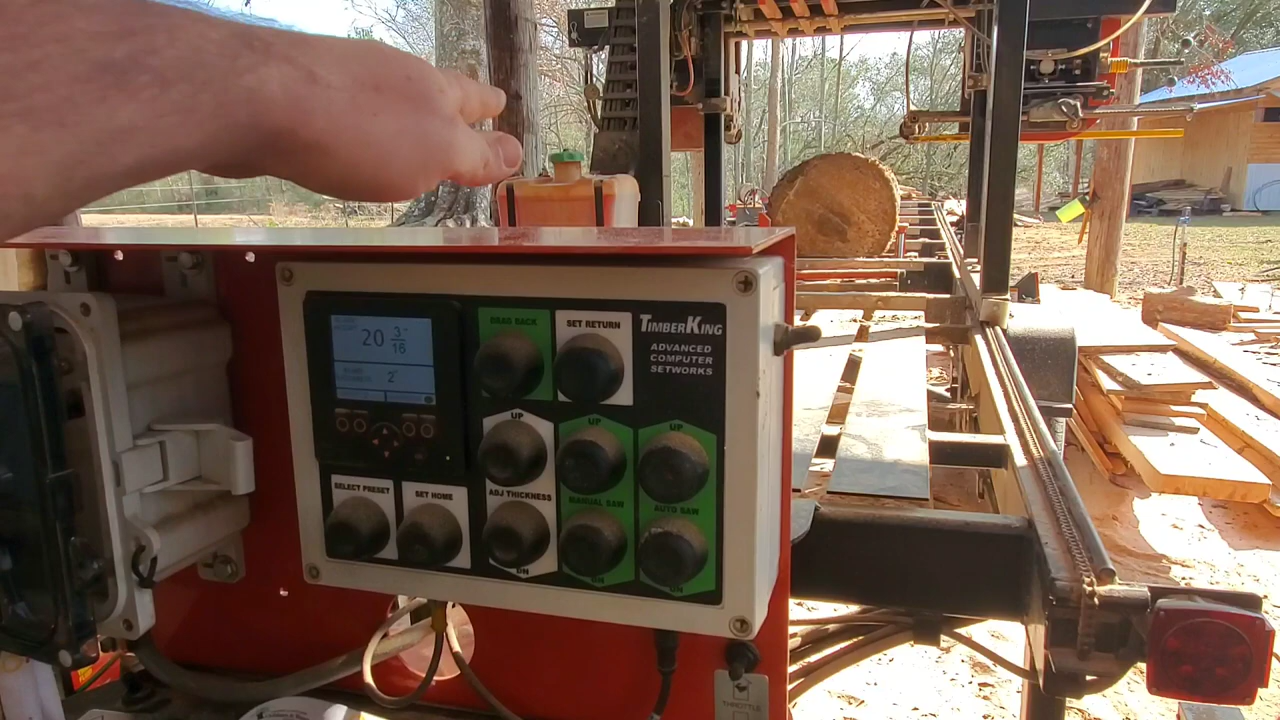 20 3"
16
2"
DRAG BACK
SET RETURN
TIMBERKING
ADVANCED
COMPUTER
SETWORKS
UP
UP
UP
SELECT PRESET
SET HOME
ADJ THICKNESS
MANUAL SAW
AUTO SAW
DN
DN
DN
THROTTLE